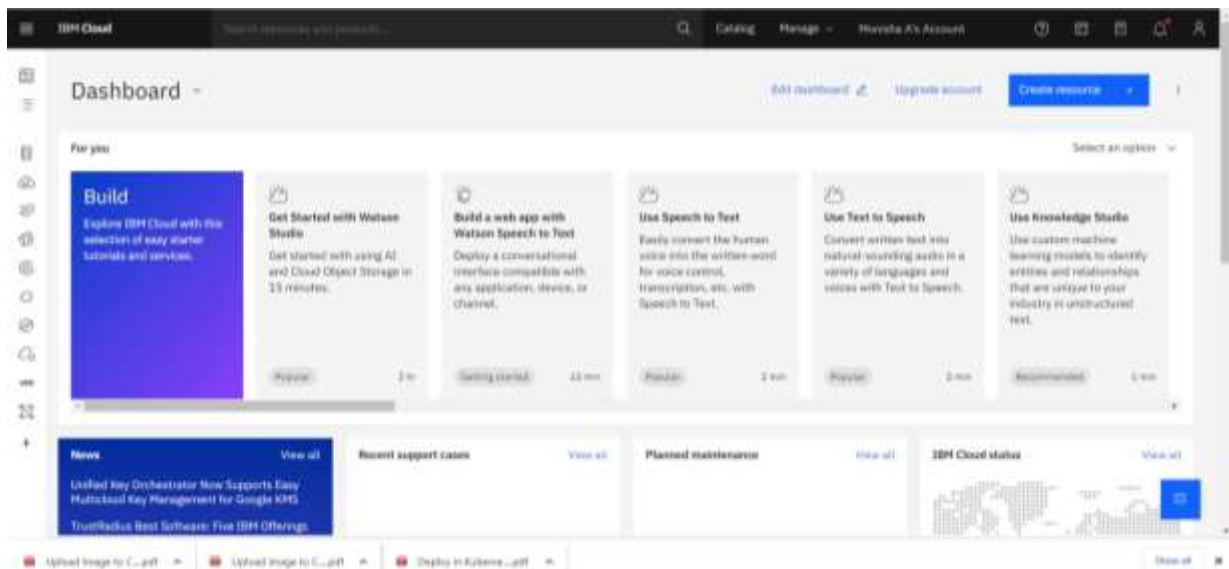 IBM Cloud
Search resources and products...
Catalog
Manage
Account
Dashboard
Edit dashboard
Upgrade account
Create resource
For you
Select an option
Build
Explore IBM Cloud with this
selection of easy starter
tutorials and services.
Get Started with Watson
Studio
Get started with using AI
and Cloud Object Storage in
15 minutes.
Popular
Build a web app with
Watson Speech to Text
Deploy a conversational
interface compatible with
any application, device, or
channel.
Getting started
Use Speech to Text
Easily convert the human
voice into the written word
for voice control,
transcription, etc. with
Speech to Text.
Popular
Use Text to Speech
Convert written text into
natural-sounding audio in a
variety of languages and
voices with Text to Speech.
Popular
Use Knowledge Studio
Use custom machine
learning models to identify
entities and relationships
that are unique to your
industry in unstructured
text.
Recommended
News
View all
Recent support cases
View all
Planned maintenance
View all
IBM Cloud status
View all
Unified Key Orchestrator Now Supports Easy
Multicloud Key Management for Google KMS
TrustRadius Best Software: Five IBM Offerings
Upload Image to C....pdf
Upload Image to C....pdf
Deploy in Kuberne....pdf
Show all